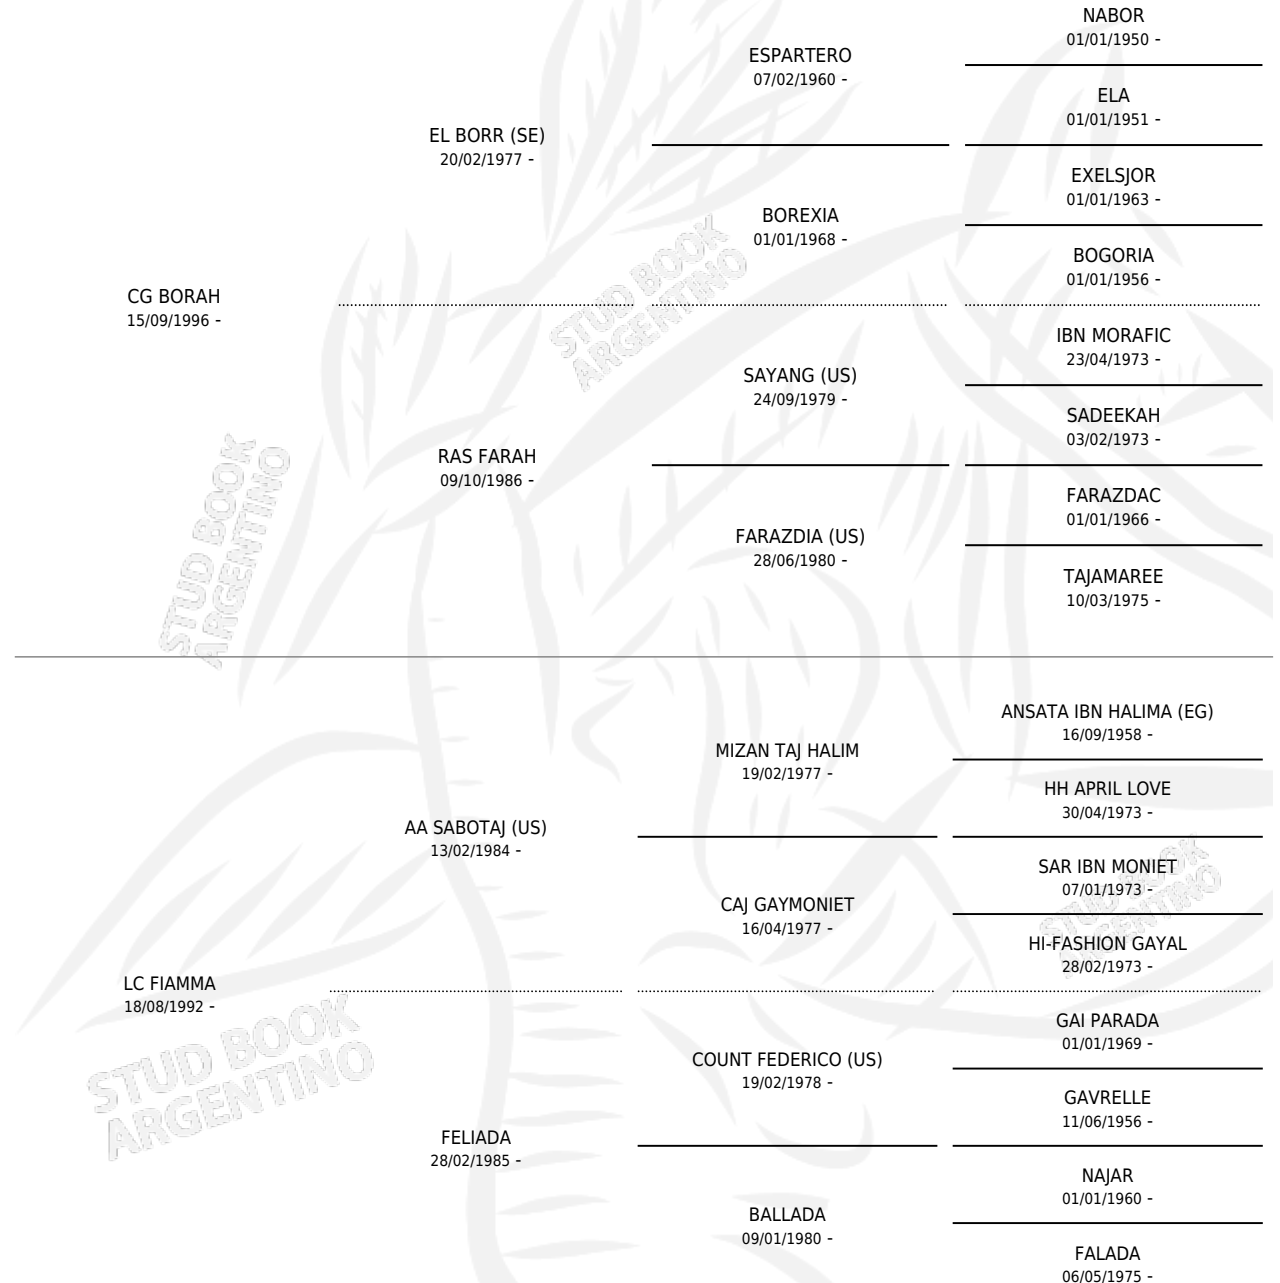 NABOR
01/01/1950 -
ESPARTERO
07/02/1960 -
ELA
01/01/1951 -
EL BORR (SE)
20/02/1977 -
EXELSJOR
01/01/1963 -
BOREXIA
01/01/1968 -
BOGORIA
01/01/1956 -
CG BORAH
15/09/1996 -
IBN MORAFIC
23/04/1973 -
SAYANG (US)
24/09/1979 -
SADEEKAH
03/02/1973 -
RAS FARAH
09/10/1986 -
FARAZDAC
01/01/1966 -
FARAZDIA (US)
28/06/1980 -
TAJAMAREE
10/03/1975 -
ANSATA IBN HALIMA (EG)
16/09/1958 -
MIZAN TAJ HALIM
19/02/1977 -
HH APRIL LOVE
30/04/1973 -
AA SABOTAJ (US)
13/02/1984 -
SAR IBN MONIET
07/01/1973 -
CAJ GAYMONIET
16/04/1977 -
HI-FASHION GAYAL
28/02/1973 -
LC FIAMMA
18/08/1992 -
GAI PARADA
01/01/1969 -
COUNT FEDERICO (US)
19/02/1978 -
GAVRELLE
11/06/1956 -
FELIADA
28/02/1985 -
NAJAR
01/01/1960 -
BALLADA
09/01/1980 -
FALADA
06/05/1975 -
STUD BOOK
ARGENTINO
STUD BOOK
ARGENTINO
STUD BOOK
ARGENTINO
STUD BOOK
ARGENTINO